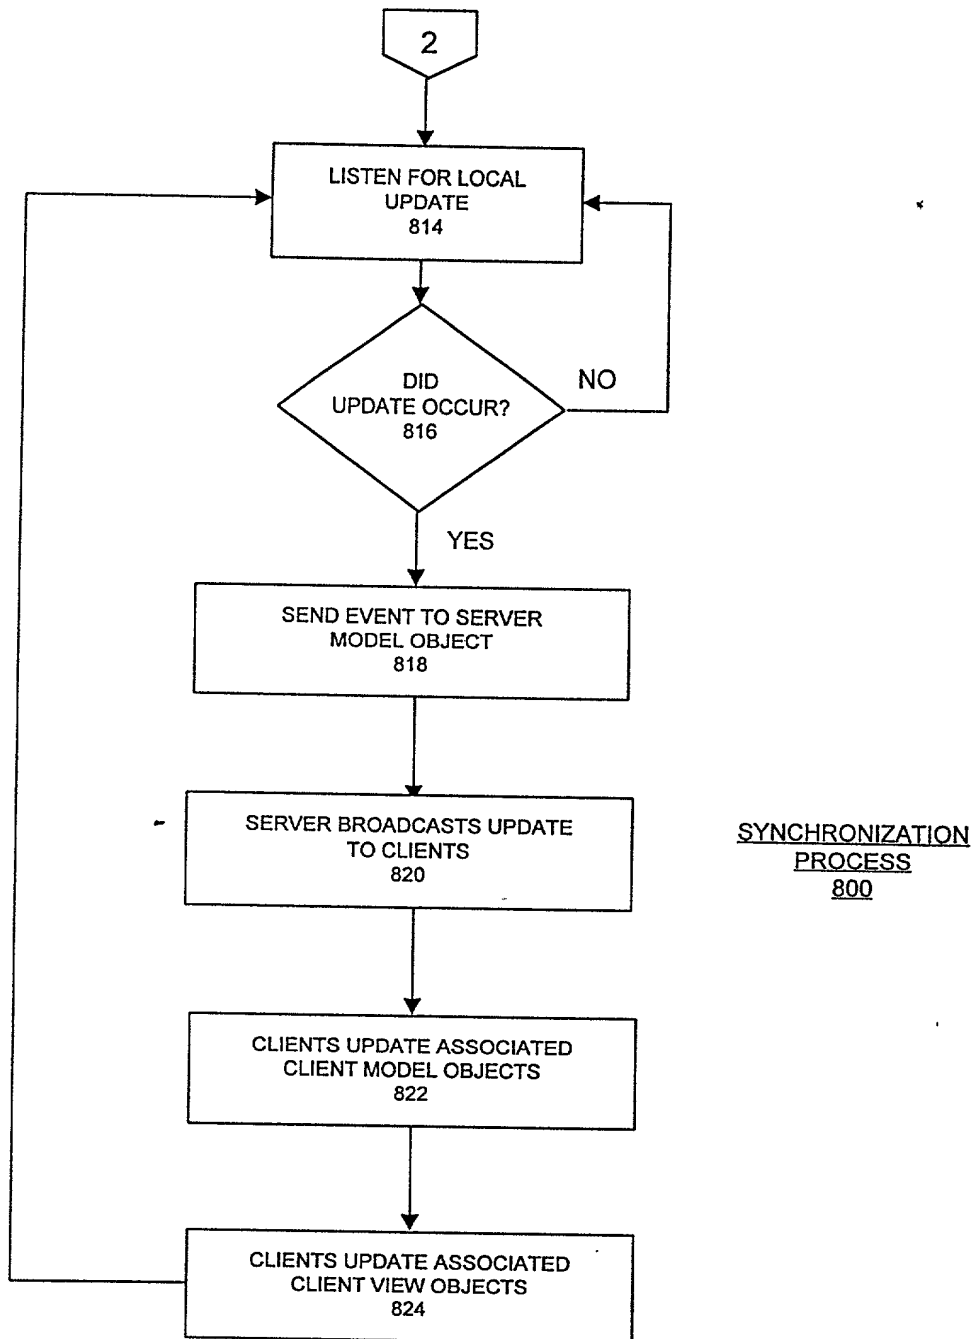 2
LISTEN FOR LOCAL
UPDATE
814
DID
UPDATE OCCUR?
816
NO
YES
SEND EVENT TO SERVER
MODEL OBJECT
818
SERVER BROADCASTS UPDATE
TO CLIENTS
820
SYNCHRONIZATION
PROCESS
800
CLIENTS UPDATE ASSOCIATED
CLIENT MODEL OBJECTS
822
CLIENTS UPDATE ASSOCIATED
CLIENT VIEW OBJECTS
824